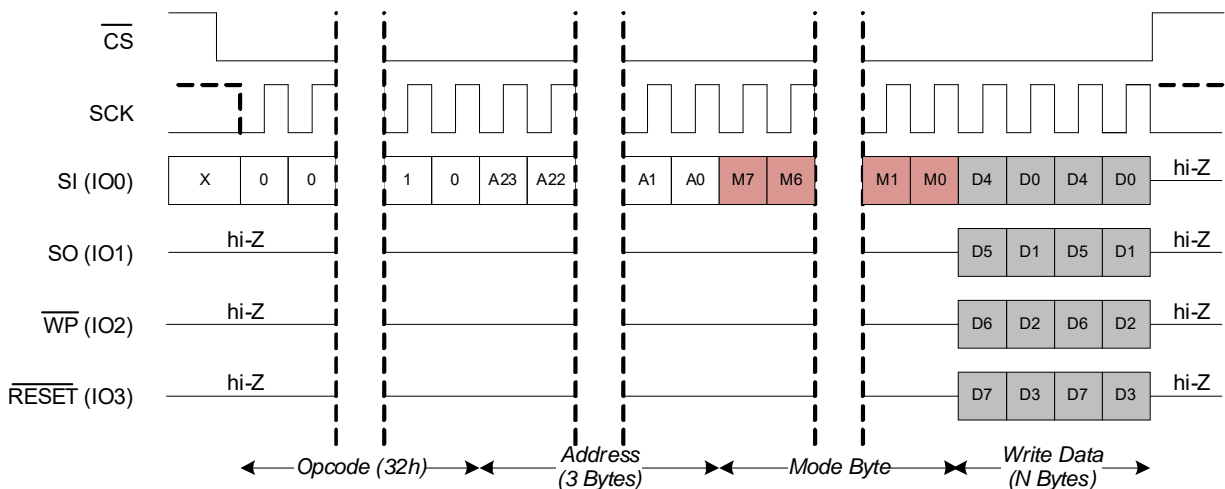 CS
SCK
SI (IO0) X 0 0 1 0 A23 A22 A1 A0 M7 M6 M1 M0 D4 D0 D4 D0 hi-Z
SO (IO1) hi-Z D5 D1 D5 D1 hi-Z
WP (IO2) hi-Z D6 D2 D6 D2 hi-Z
RESET (IO3) hi-Z D7 D3 D7 D3 hi-Z
Opcode (32h) Address Mode Byte Write Data
(3 Bytes) (N Bytes)